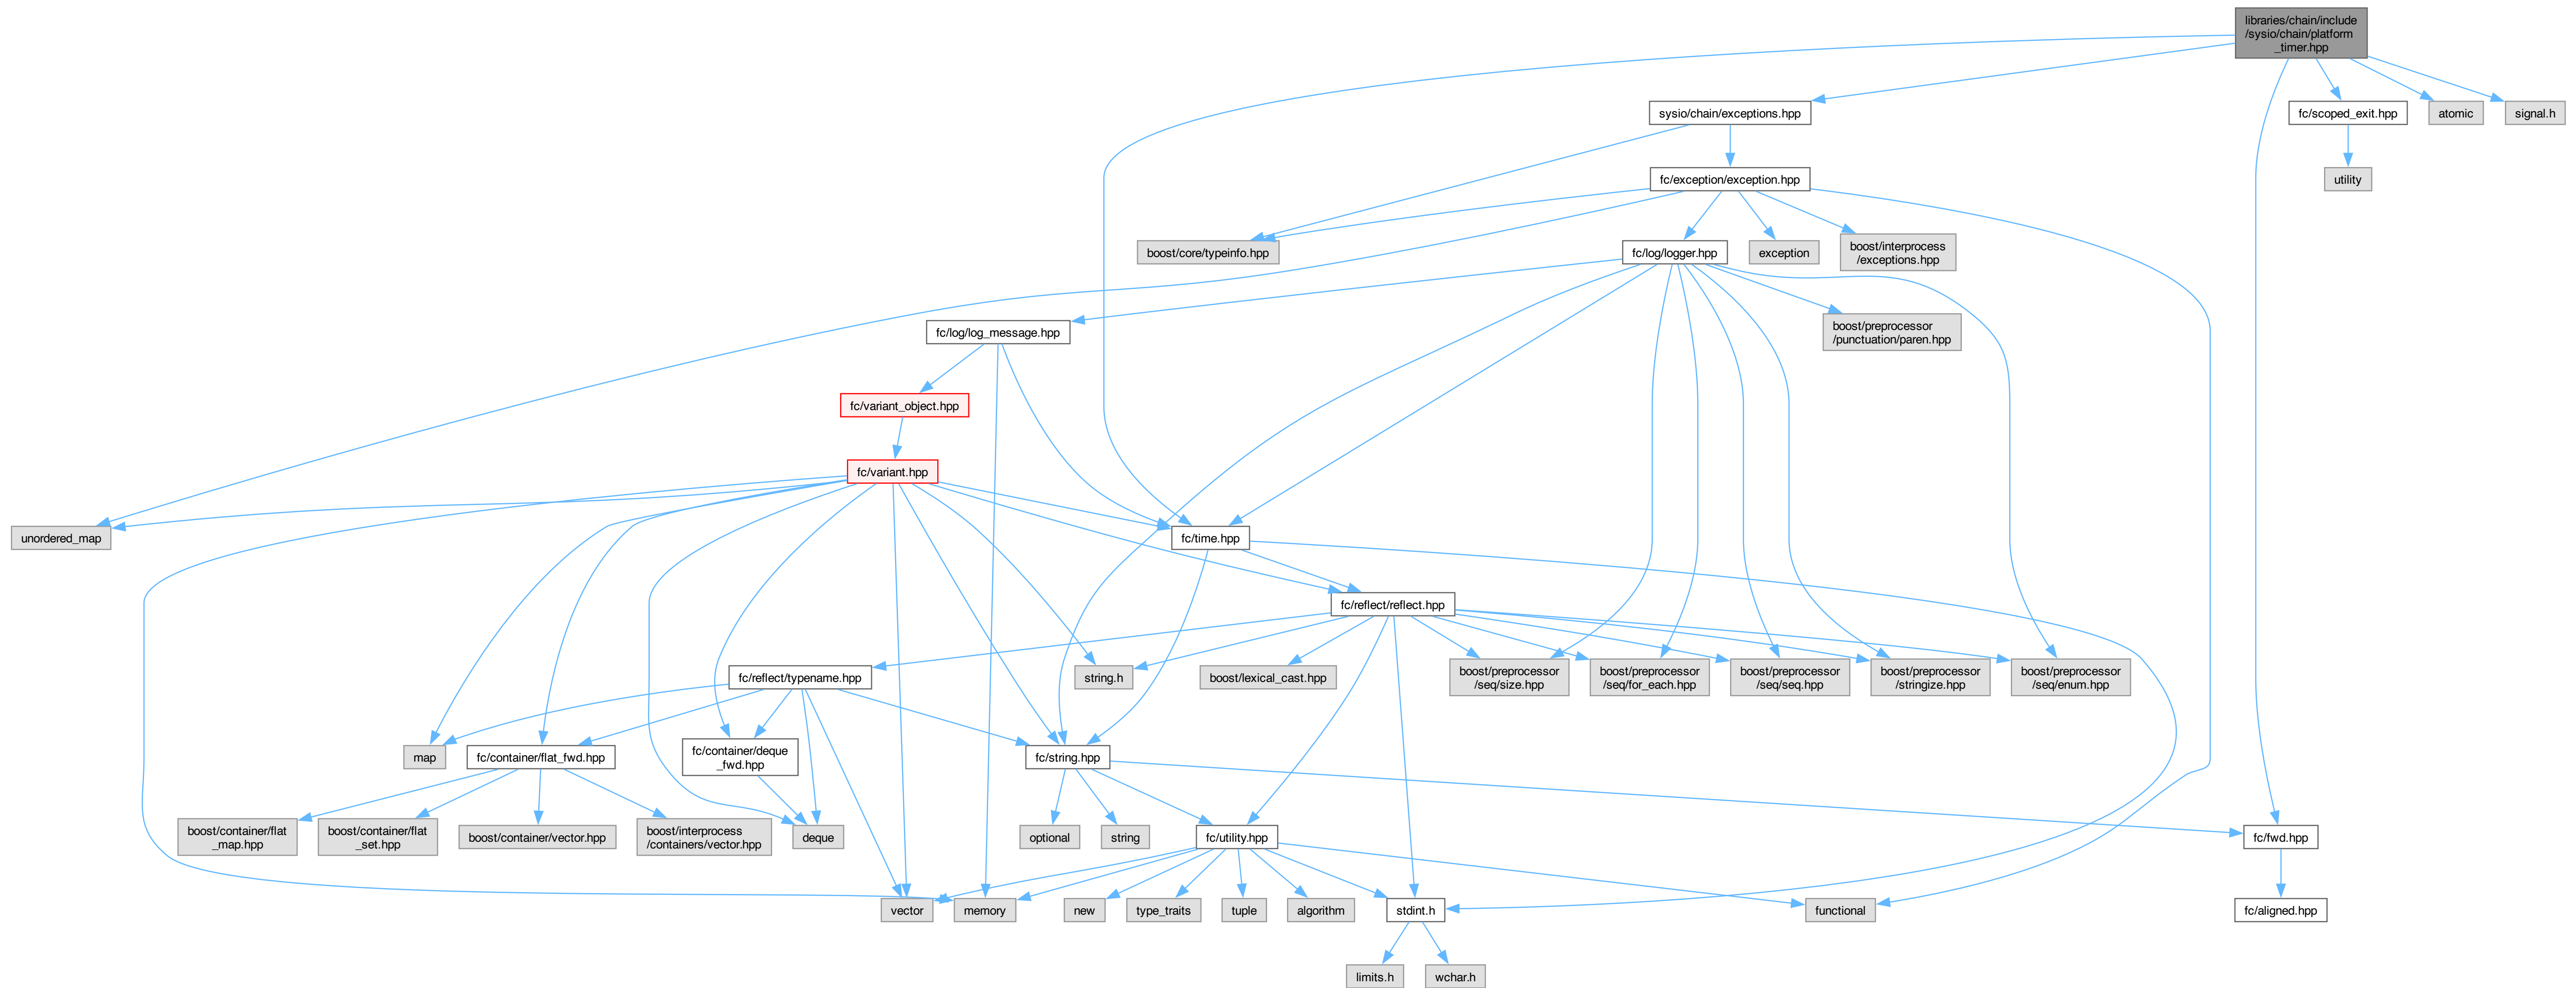 libraries/chain/include
/sysio/chain/platform
_timer.hpp
sysio/chain/exceptions.hpp
fc/scoped_exit.hpp
atomic
signal.h
fc/exception/exception.hpp
utility
boost/core/typeinfo.hpp
fc/log/logger.hpp
exception
boost/interprocess
/exceptions.hpp
fc/log/log_message.hpp
boost/preprocessor
/punctuation/paren.hpp
fc/variant_object.hpp
fc/variant.hpp
unordered_map
fc/time.hpp
fc/reflect/reflect.hpp
fc/reflect/typename.hpp
string.h
boost/lexical_cast.hpp
boost/preprocessor
/seq/size.hpp
boost/preprocessor
/seq/for_each.hpp
boost/preprocessor
/seq/seq.hpp
boost/preprocessor
/stringize.hpp
boost/preprocessor
/seq/enum.hpp
map
fc/container/flat_fwd.hpp
fc/container/deque
_fwd.hpp
fc/string.hpp
boost/container/flat
_map.hpp
boost/container/flat
_set.hpp
boost/container/vector.hpp
boost/interprocess
/containers/vector.hpp
deque
optional
string
fc/utility.hpp
fc/fwd.hpp
vector
memory
new
type_traits
tuple
algorithm
stdint.h
functional
fc/aligned.hpp
limits.h
wchar.h